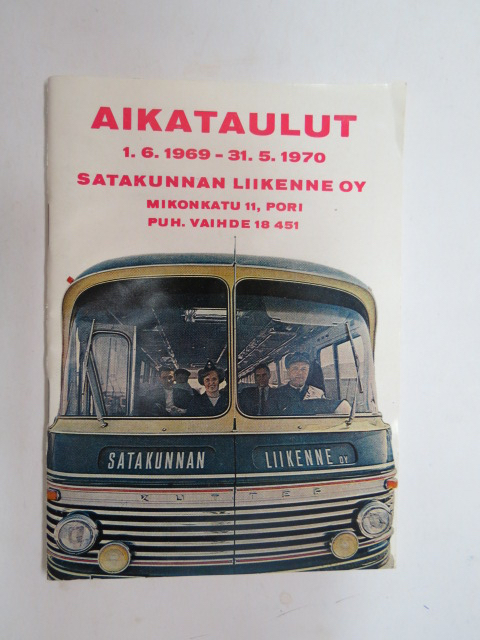 AIKATAULUT
1. 6. 1969 - 31. 5. 1970
SATAKUNNAN LIIKENNE OY
MIKONKATU 11, PORI
PUH. VAIHDE 18 451
SATAKUNNAN LIIKENNE OY
KUTTER